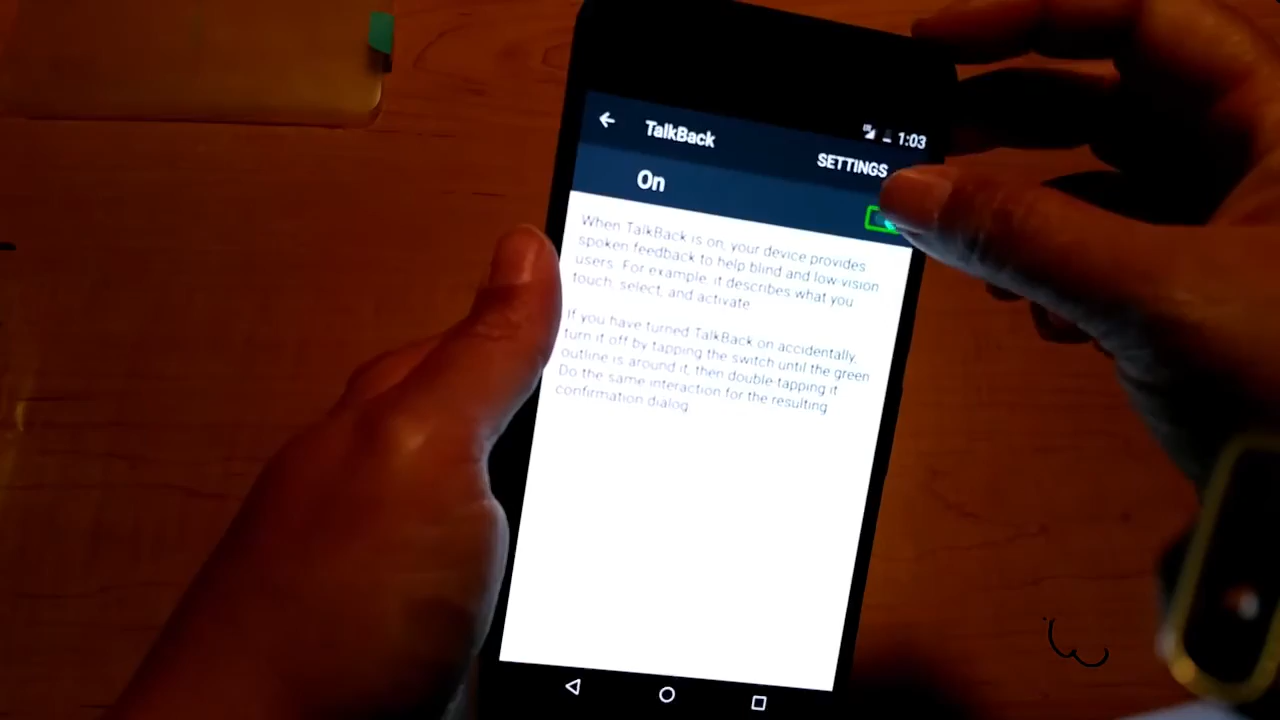 1:03
TalkBack
SETTINGS
On
When TalkBack is on, your device provides
spoken feedback to help blind and low-vision
users. For example, it describes what you
touch, select, and activate.
If you have turned TalkBack on accidentally,
turn it off by tapping the switch until the green
outline is around it, then double-tapping it.
Do the same interaction for the resulting
confirmation dialog.